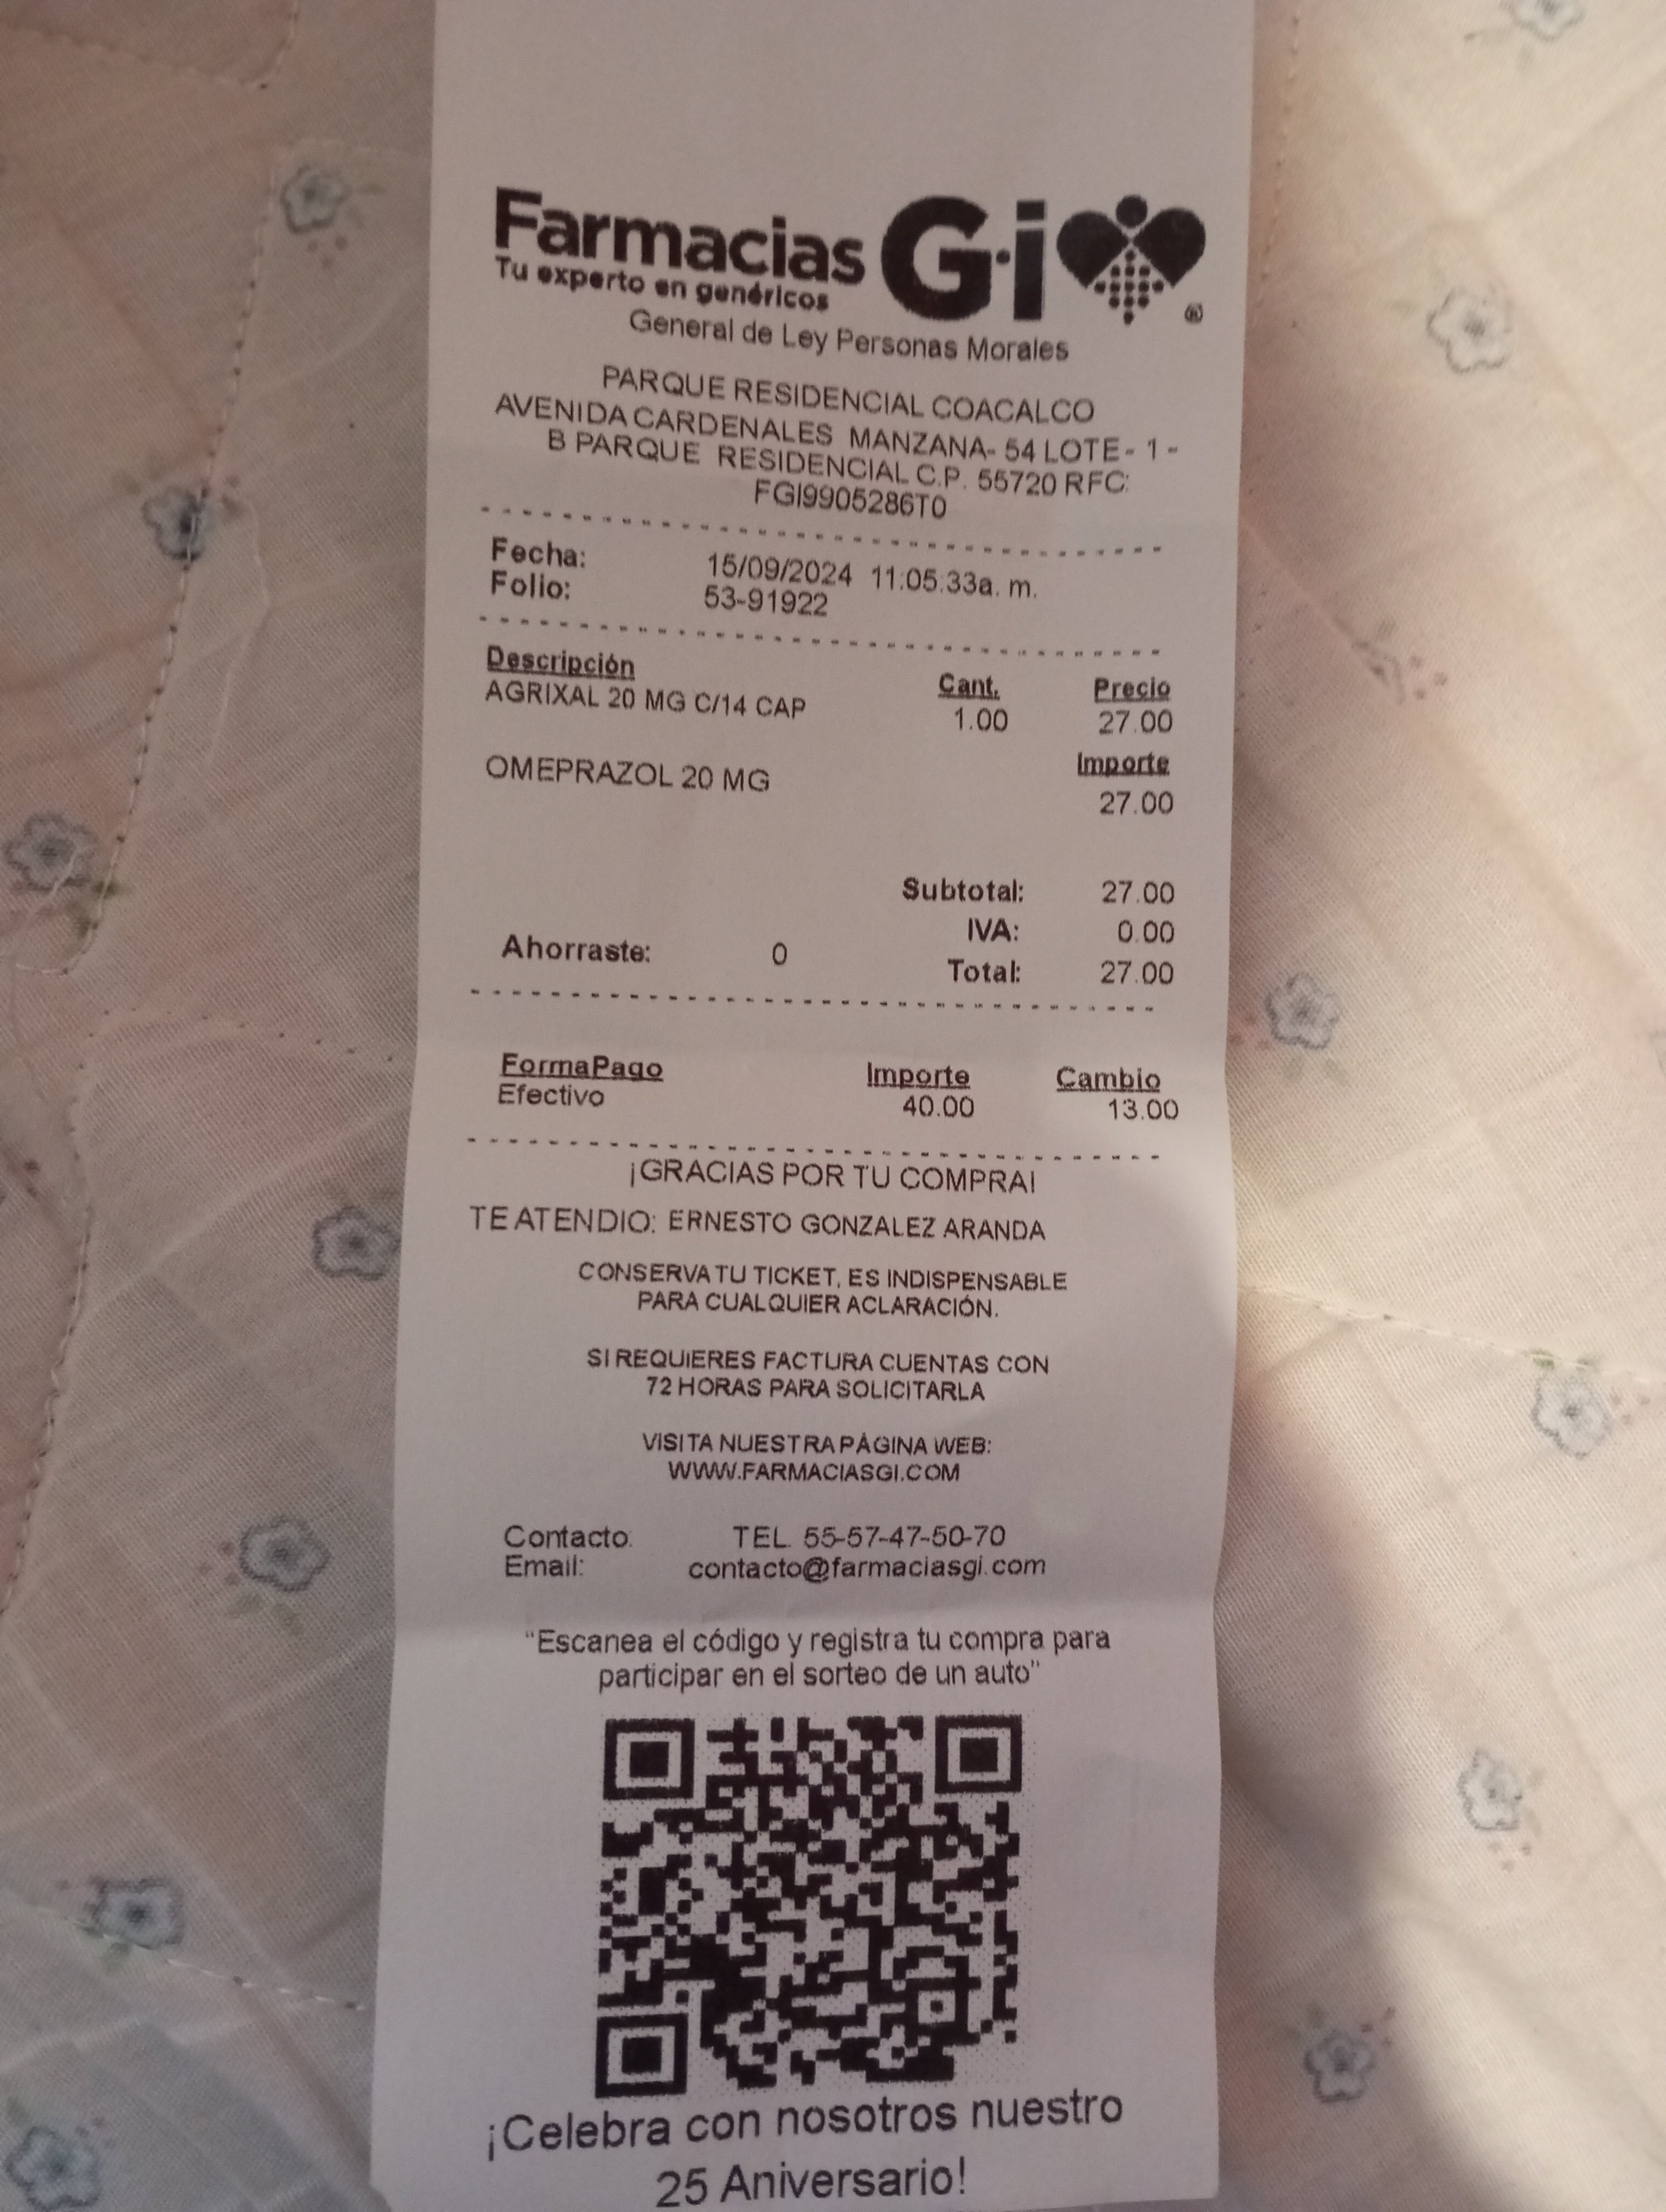 Farmacias G·i
Tu experto en genéricos
®
General de Ley Personas Morales
PARQUE RESIDENCIAL COACALCO
AVENIDA CARDENALES MANZANA- 54 LOTE- 1 -
B PARQUE RESIDENCIAL C.P. 55720 RFC:
FGI9905286T0
Fecha: 15/09/2024 11:05:33a. m.
Folio: 53-91922
Descripción Cant. Precio
AGRIXAL 20 MG C/14 CAP 1.00 27.00
Importe
OMEPRAZOL 20 MG 27.00
Subtotal: 27.00
IVA: 0.00
Ahorraste: 0 Total: 27.00
FormaPago Importe Cambio
Efectivo 40.00 13.00
¡GRACIAS POR TU COMPRA!
TE ATENDIO: ERNESTO GONZALEZ ARANDA
CONSERVA TU TICKET, ES INDISPENSABLE
PARA CUALQUIER ACLARACIÓN.
SI REQUIERES FACTURA CUENTAS CON
72 HORAS PARA SOLICITARLA
VISITA NUESTRA PÁGINA WEB:
WWW.FARMACIASGI.COM
Contacto: TEL. 55-57-47-50-70
Email: contacto@farmaciasgi.com
"Escanea el código y registra tu compra para
participar en el sorteo de un auto"
¡Celebra con nosotros nuestro
25 Aniversario!